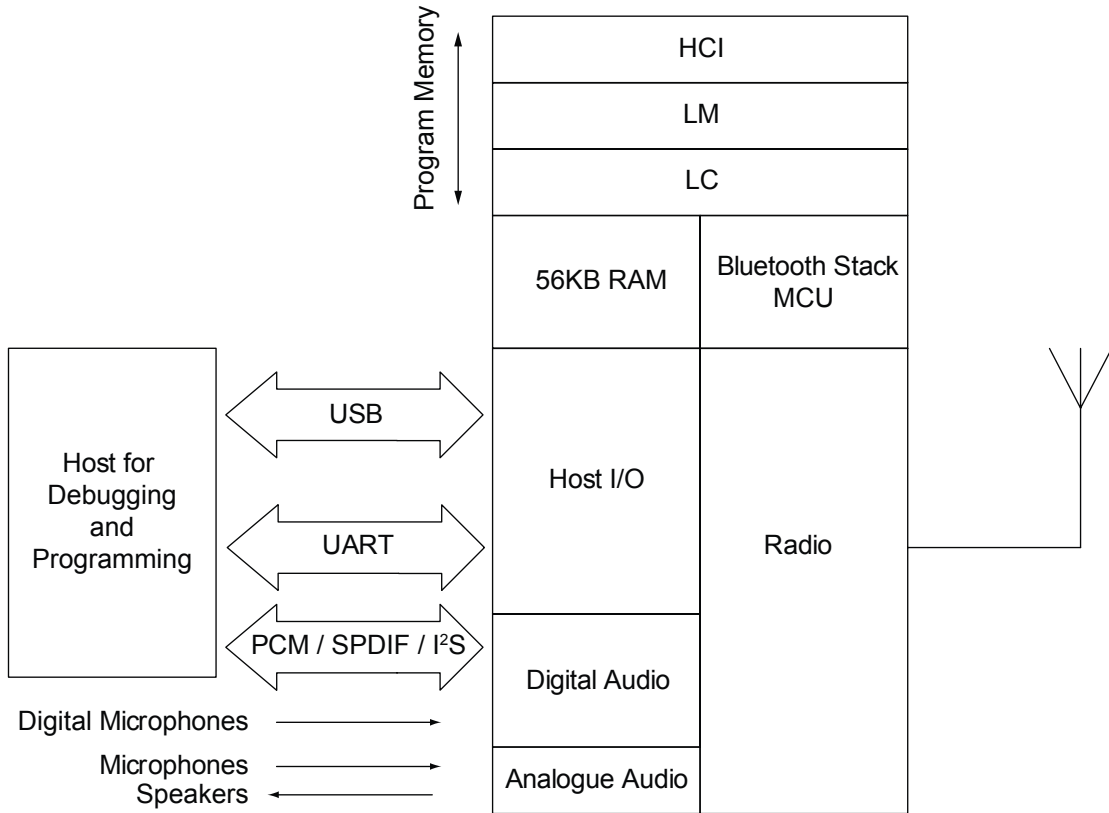 Program Memory
HCI
LM
LC
56KB RAM
Bluetooth Stack
MCU
Host for
Debugging
and
Programming
USB
UART
PCM / SPDIF / I²S
Host I/O
Radio
Digital Audio
Analogue Audio
Digital Microphones
Microphones
Speakers